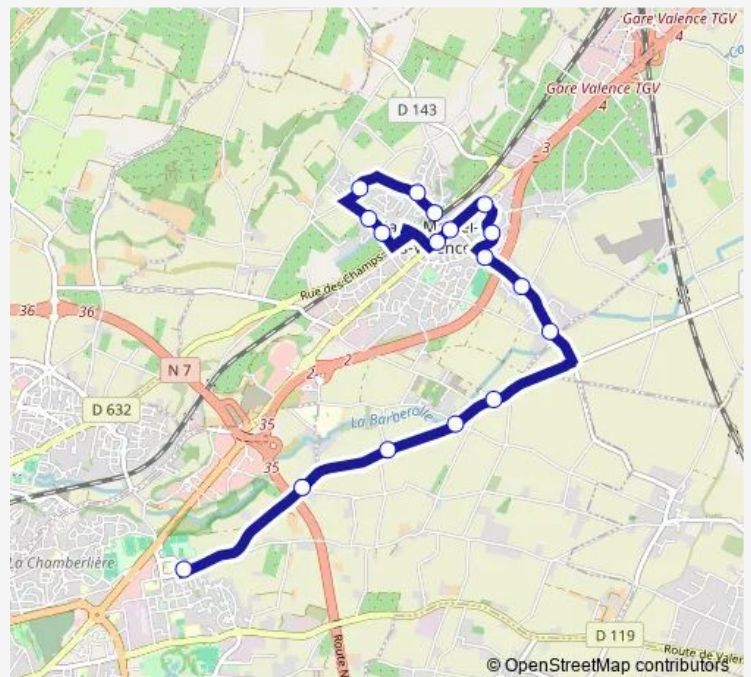 Gare Valence TGV
4
Gare Valence TGV
4
D 143
3
Rue des Champs
36
36
N 7
2
2
D 632
La Barberolle
35
35
La Chamberlière
D 119
Route N
Route de Valen
© OpenStreetMap contributors